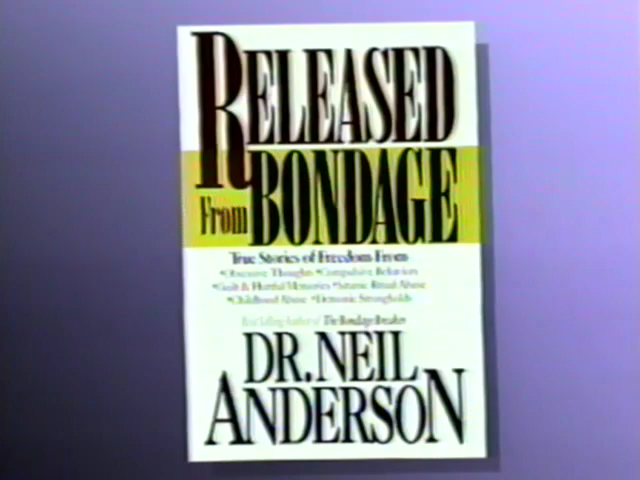 RELEASED
From BONDAGE
True Stories of Freedom From
•Obsessive Thoughts •Compulsive Behaviors
•Guilt & Hurtful Memories •Satanic Ritual Abuse
•Childhood Abuse •Demonic Strongholds
Best Selling Author of The Bondage Breaker
DR. NEIL
ANDERSON